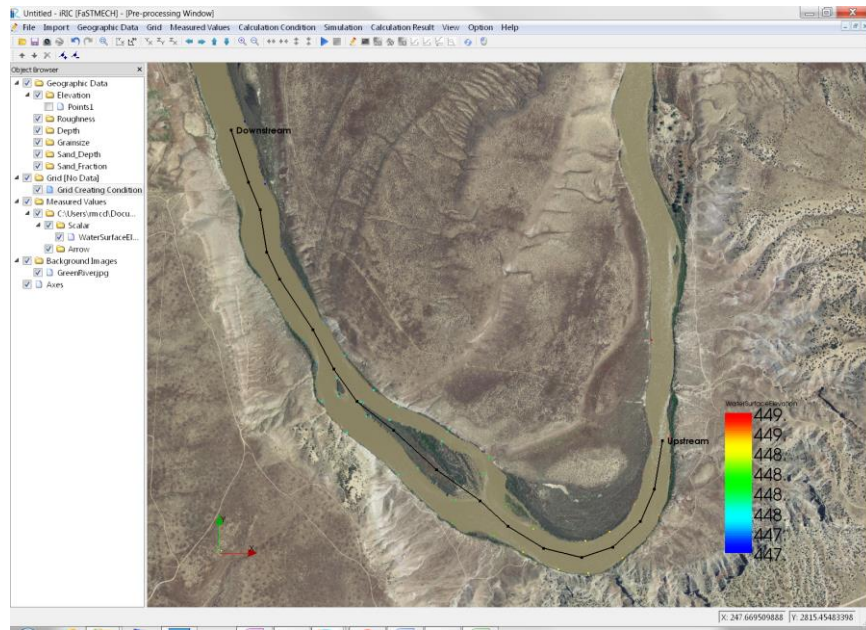 Untitled - iRIC [FaSTMECH] - [Pre-processing Window]
File Import Geographic Data Grid Measured Values Calculation Condition Simulation Calculation Result View Option Help
Object Browser
Geographic Data
Elevation
Points1
Roughness
Depth
Grainsize
Sand_Depth
Sand_Fraction
Grid [No Data]
Grid Creating Condition
Measured Values
C:\Users\rmcd\Docu...
Scalar
WaterSurfaceEl...
Arrow
Background Images
GreenRiver.jpg
Axes
Downstream
Upstream
WaterSurfaceElevation
449.
449.
449.
448.
448.
448.
447.
Y
X
X: 247.669509888 Y: 2815.45483398